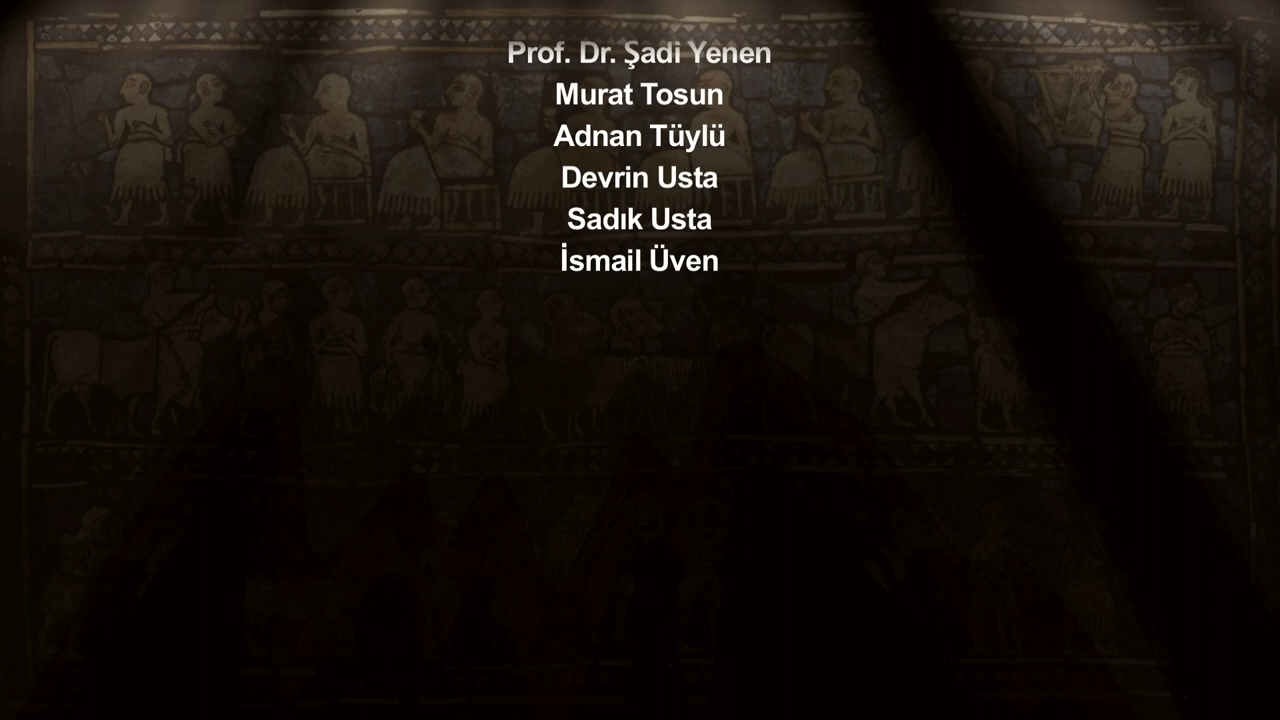 Prof. Dr. Şadi Yenen
Murat Tosun
Adnan Tüylü
Devrin Usta
Sadık Usta
İsmail Üven